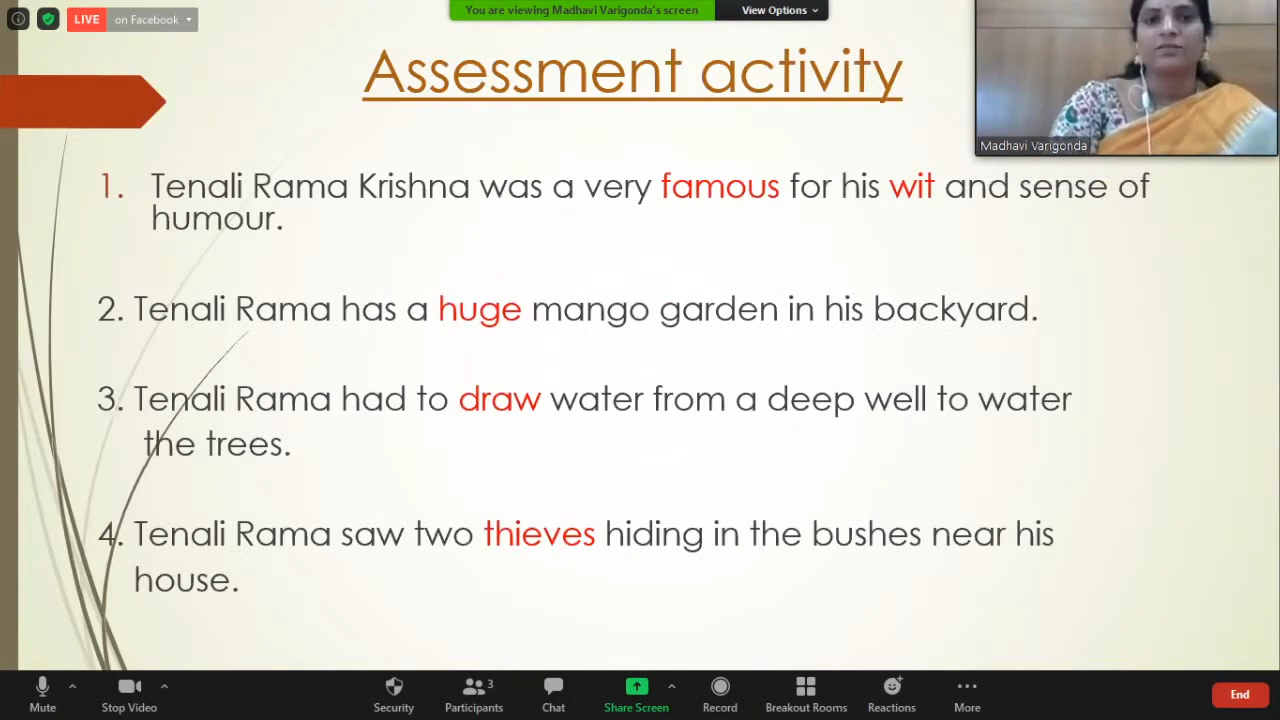 LIVE on Facebook
You are viewing Madhavi Varigonda's screen View Options
Assessment activity
Madhavi Varigonda
1. Tenali Rama Krishna was a very famous for his wit and sense of
humour.
2. Tenali Rama has a huge mango garden in his backyard.
3. Tenali Rama had to draw water from a deep well to water
the trees.
4. Tenali Rama saw two thieves hiding in the bushes near his
house.
Mute Stop Video Security Participants 3 Chat Share Screen Record Breakout Rooms Reactions More End